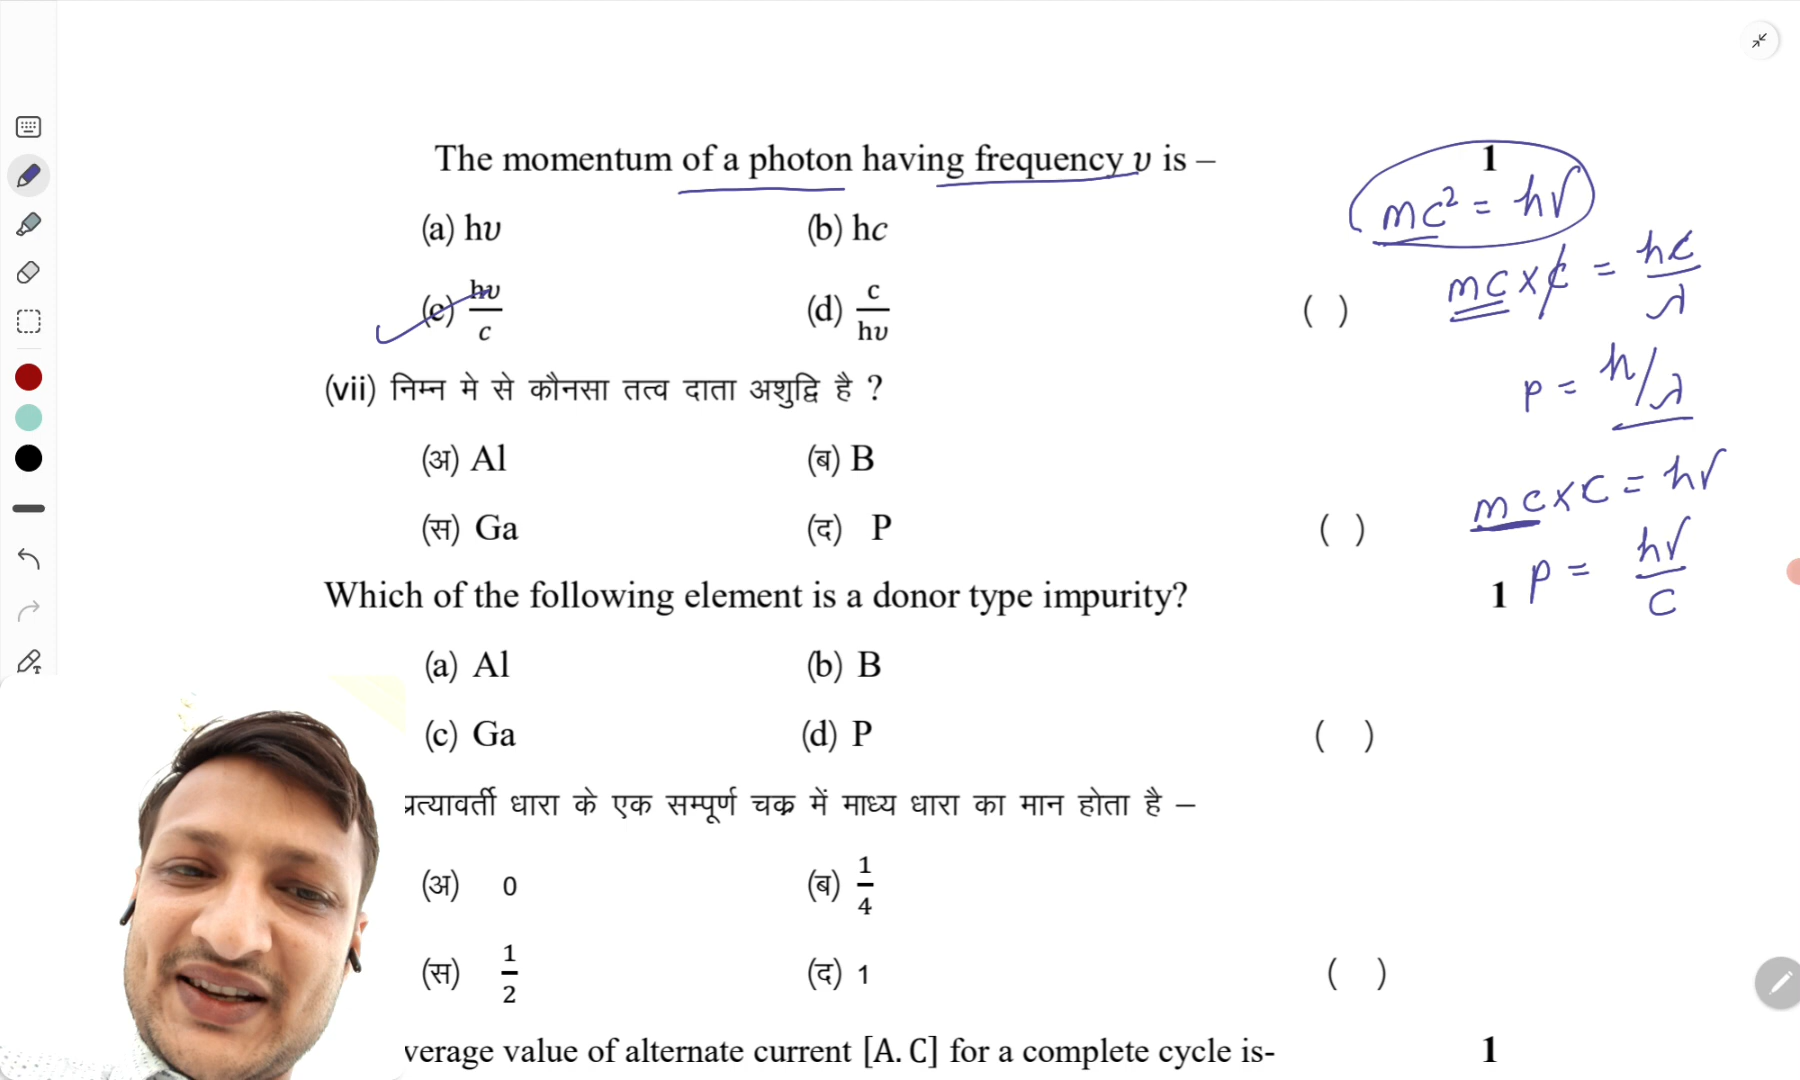 The momentum of a photon having frequency υ is – 1
(a) hυ (b) hc
(c) hυ/c (d) c/hυ ( )
(vii) निम्न मे से कौनसा तत्व दाता अशुद्वि है ?
(अ) Al (ब) B
(स) Ga (द) P ( )
Which of the following element is a donor type impurity? 1
(a) Al (b) B
(c) Ga (d) P ( )
प्रत्यावर्ती धारा के एक सम्पूर्ण चक्र में माध्य धारा का मान होता है –
(अ) 0 (ब) 1/4
(स) 1/2 (द) 1 ( )
verage value of alternate current [A.C] for a complete cycle is- 1
mc² = hν
mc×c = hc/λ
p = h/λ
mc×c = hν
p = hν/c